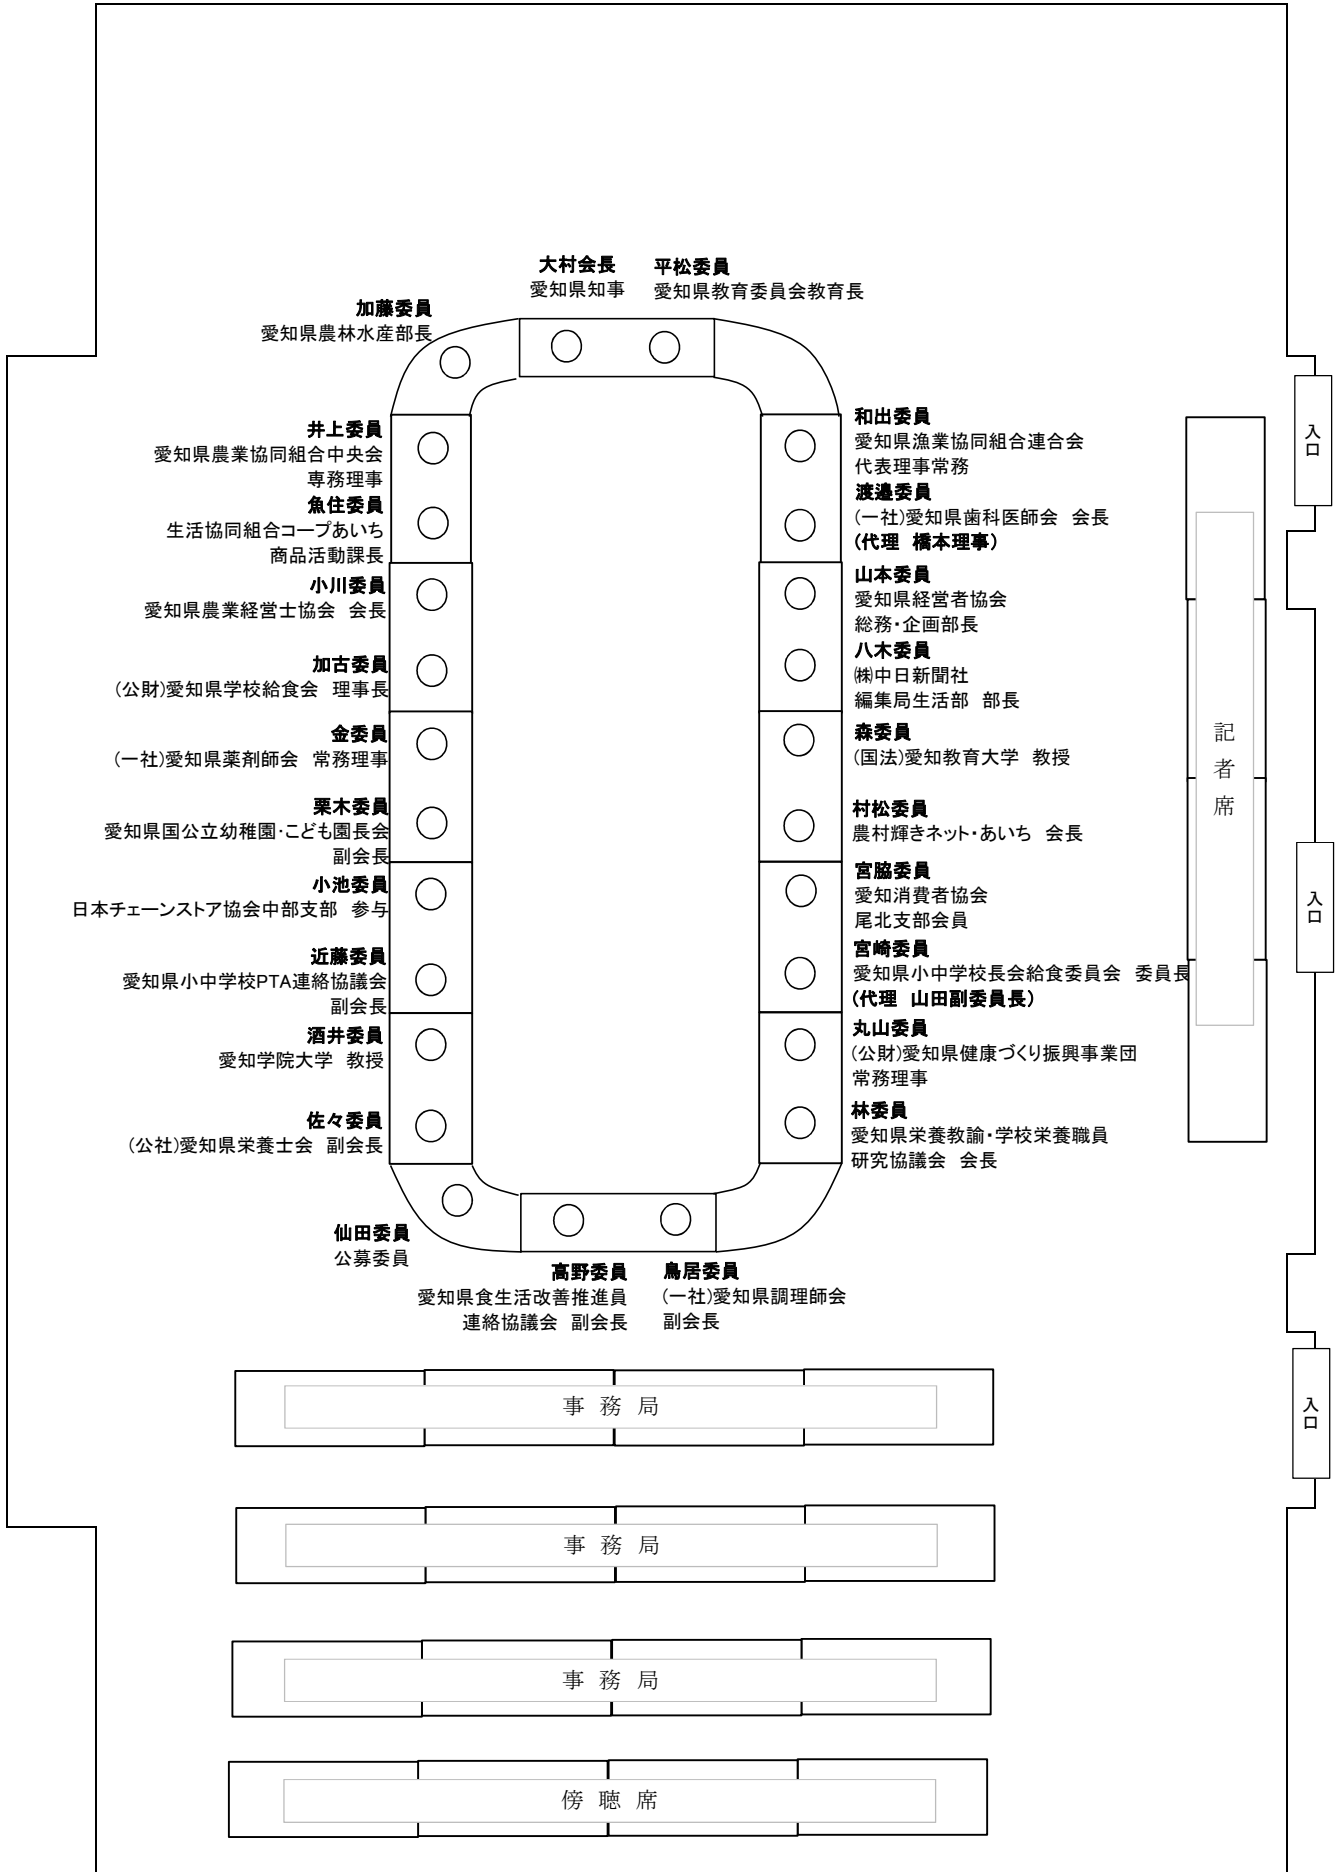 大村会長
愛知県知事
平松委員
愛知県教育委員会教育長
加藤委員
愛知県農林水産部長
井上委員
愛知県農業協同組合中央会
専務理事
魚住委員
生活協同組合コープあいち
商品活動課長
小川委員
愛知県農業経営士協会 会長
加古委員
(公財)愛知県学校給食会 理事長
金委員
(一社)愛知県薬剤師会 常務理事
栗木委員
愛知県国公立幼稚園・こども園長会
副会長
小池委員
日本チェーンストア協会中部支部 参与
近藤委員
愛知県小中学校PTA連絡協議会
副会長
酒井委員
愛知学院大学 教授
佐々委員
(公社)愛知県栄養士会 副会長
仙田委員
公募委員
髙野委員
愛知県食生活改善推進員
連絡協議会 副会長
鳥居委員
(一社)愛知県調理師会
副会長
和出委員
愛知県漁業協同組合連合会
代表理事常務
渡邉委員
(一社)愛知県歯科医師会 会長
(代理 橋本理事)
山本委員
愛知県経営者協会
総務・企画部長
八木委員
㈱中日新聞社
編集局生活部 部長
森委員
(国法)愛知教育大学 教授
村松委員
農村輝きネット・あいち 会長
宮脇委員
愛知消費者協会
尾北支部会員
宮崎委員
愛知県小中学校長会給食委員会 委員長
(代理 山田副委員長)
丸山委員
(公財)愛知県健康づくり振興事業団
常務理事
林委員
愛知県栄養教諭・学校栄養職員
研究協議会 会長
記者席
入口
入口
入口
事務局
事務局
事務局
傍聴席